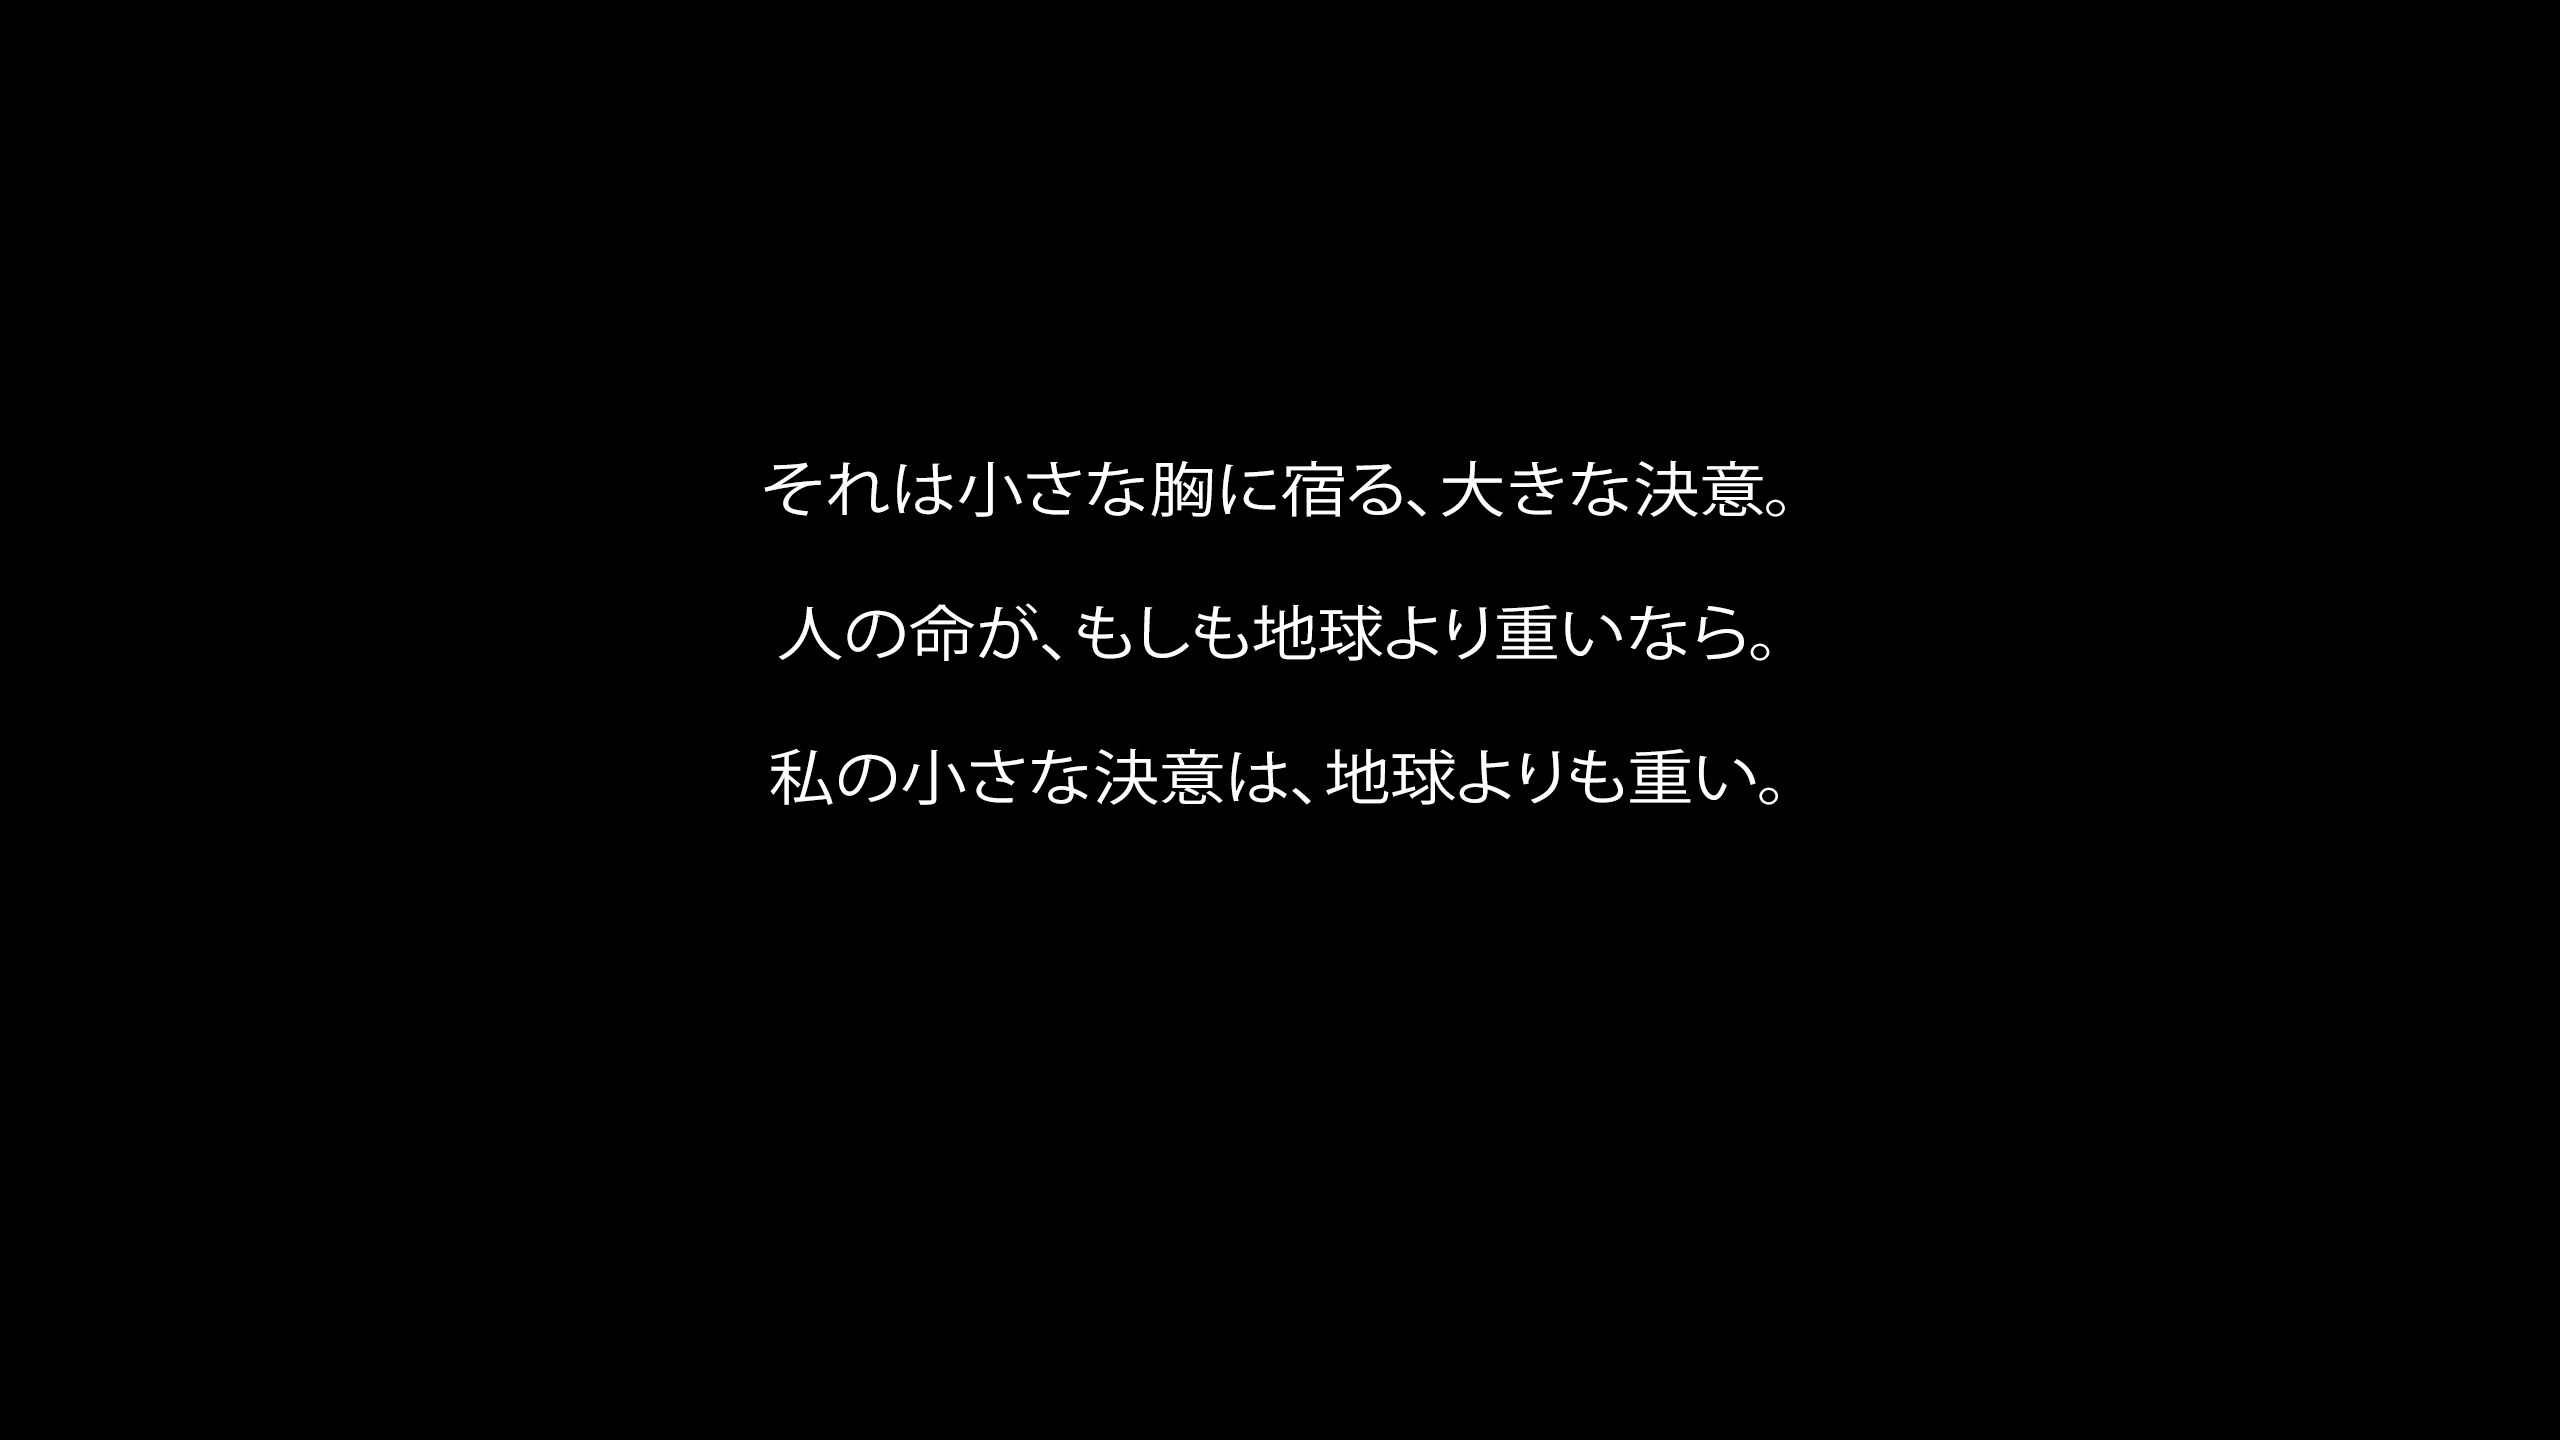 それは小さな胸に宿る、大きな決意。
人の命が、もしも地球より重いなら。
私の小さな決意は、地球よりも重い。